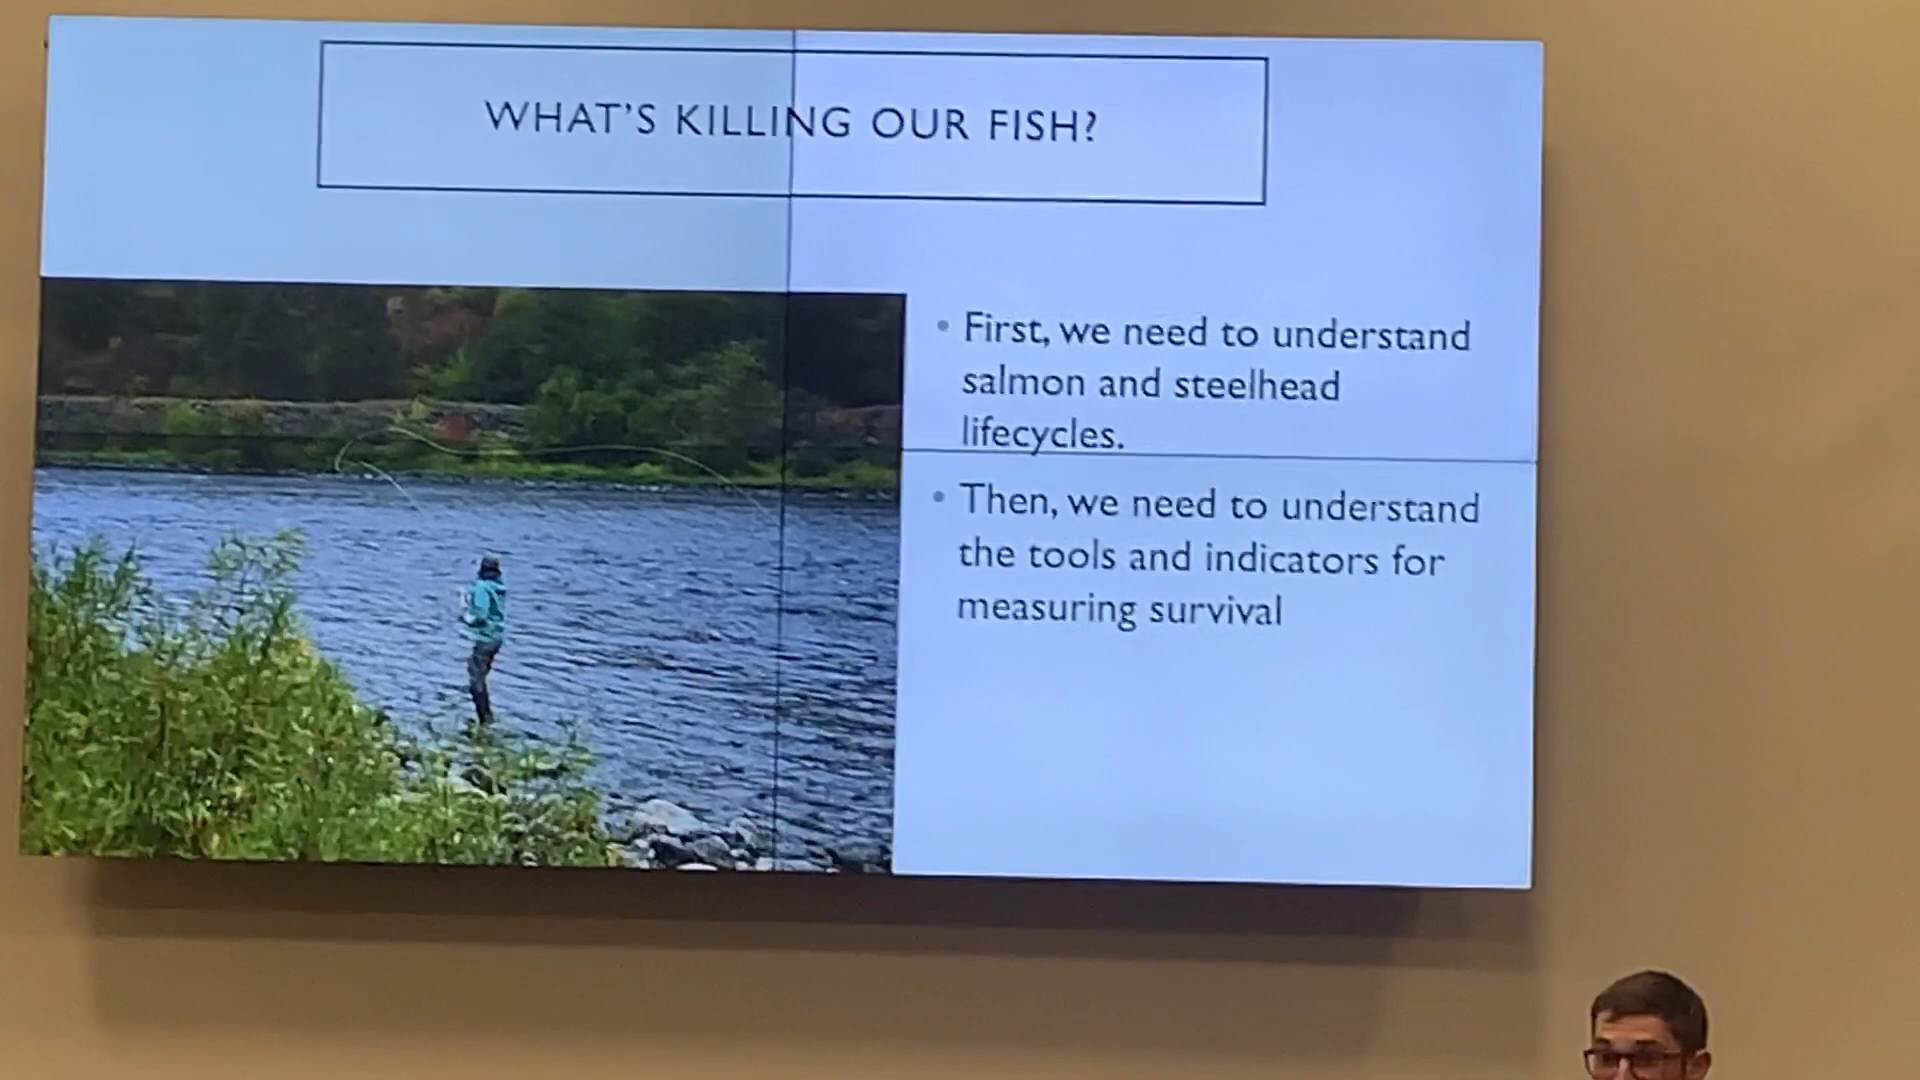 WHAT'S KILLING OUR FISH?
• First, we need to understand
salmon and steelhead
lifecycles.
• Then, we need to understand
the tools and indicators for
measuring survival